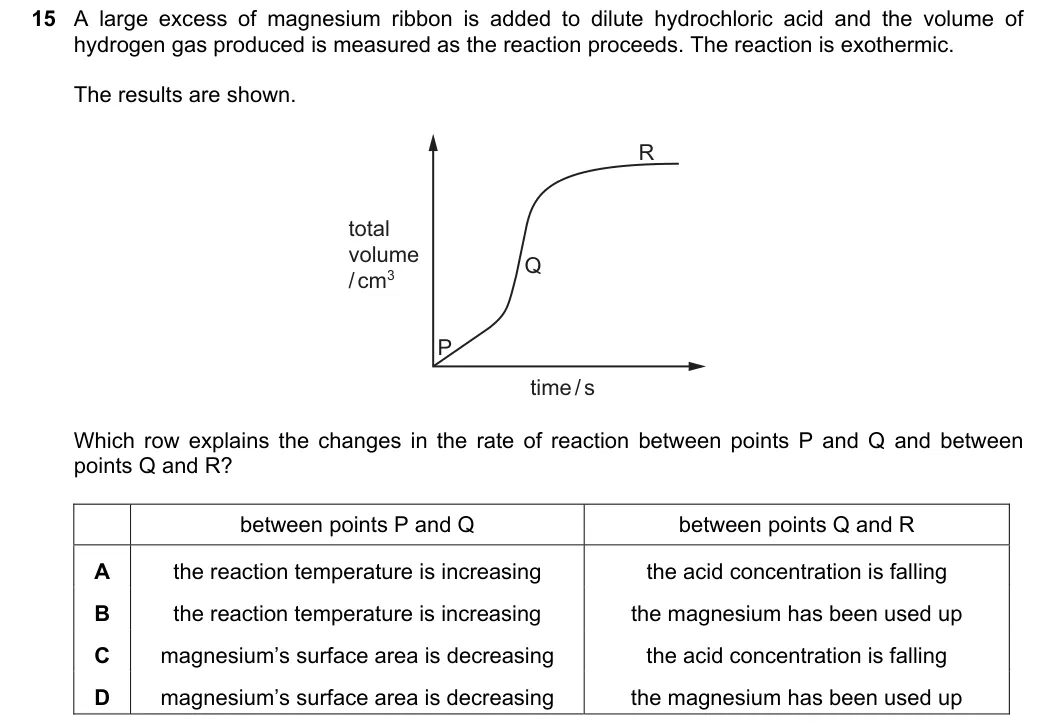 15 A large excess of magnesium ribbon is added to dilute hydrochloric acid and the volume of
hydrogen gas produced is measured as the reaction proceeds. The reaction is exothermic.
The results are shown.
R
total
volume
/ cm³
Q
P
time / s
Which row explains the changes in the rate of reaction between points P and Q and between
points Q and R?
between points P and Q between points Q and R
A the reaction temperature is increasing the acid concentration is falling
B the reaction temperature is increasing the magnesium has been used up
C magnesium's surface area is decreasing the acid concentration is falling
D magnesium's surface area is decreasing the magnesium has been used up